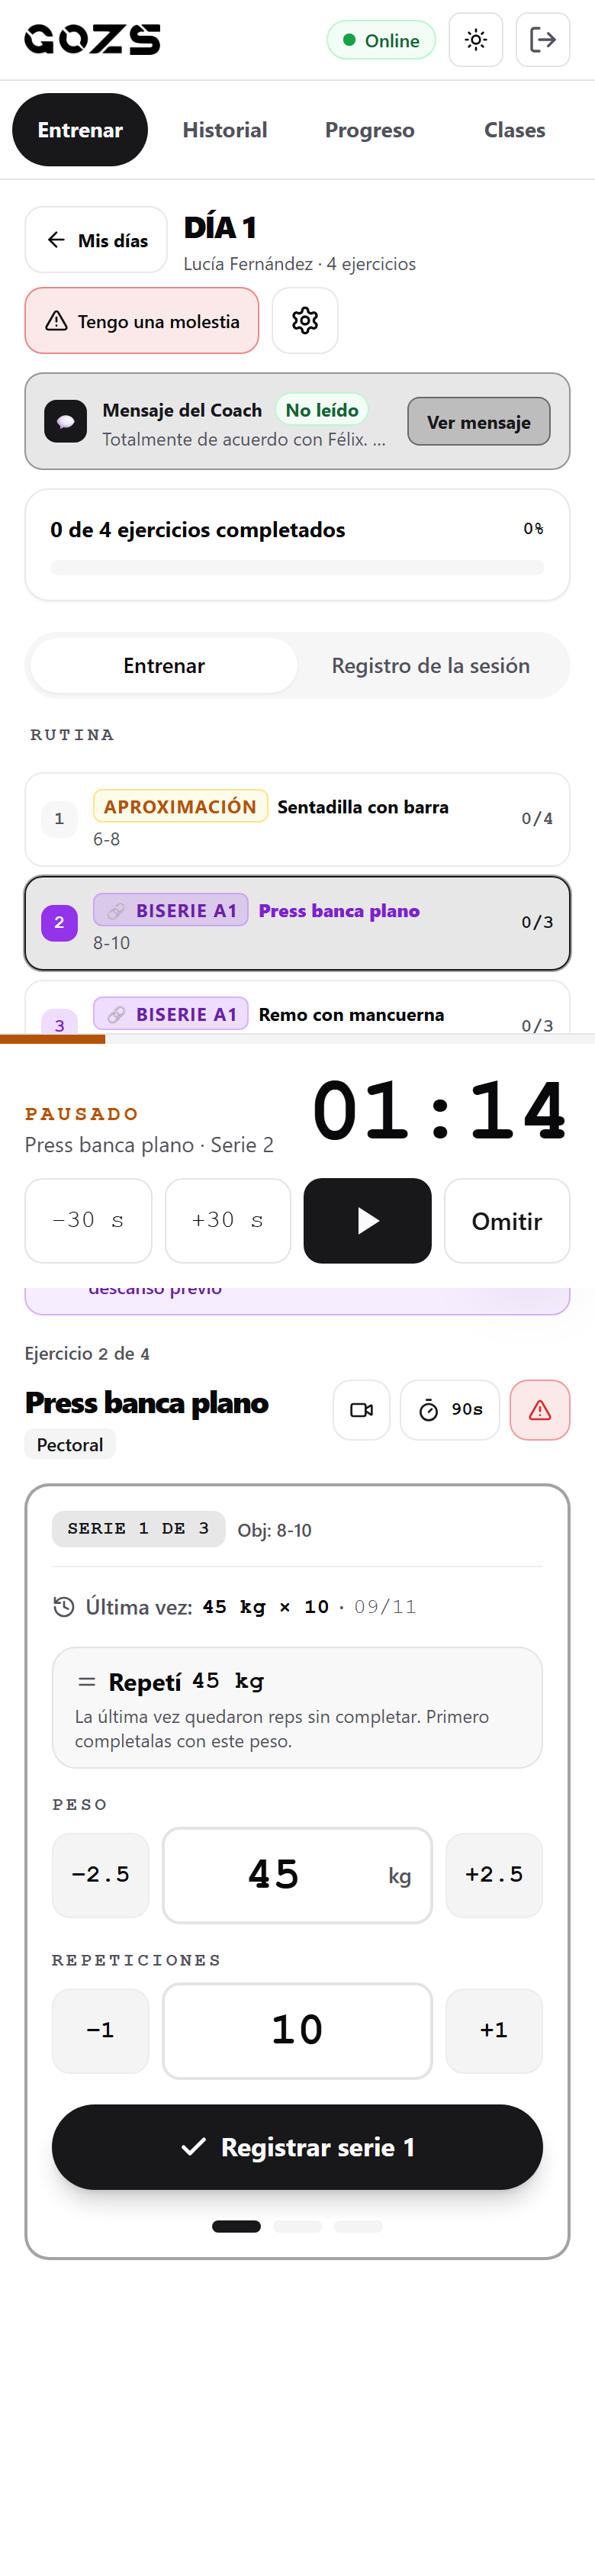 GOZS
Online
Entrenar Historial Progreso Clases
Mis días
DÍA 1
Lucía Fernández · 4 ejercicios
Tengo una molestia
Mensaje del Coach No leído
Totalmente de acuerdo con Félix. ...
Ver mensaje
0 de 4 ejercicios completados 0%
Entrenar Registro de la sesión
RUTINA
1 APROXIMACIÓN Sentadilla con barra 0/4
6-8
2 BISERIE A1 Press banca plano 0/3
8-10
3 BISERIE A1 Remo con mancuerna 0/3
PAUSADO
Press banca plano · Serie 2
01:14
−30 s +30 s Omitir
descanso previo
Ejercicio 2 de 4
Press banca plano 90s
Pectoral
SERIE 1 DE 3 Obj: 8-10
Última vez: 45 kg × 10 · 09/11
Repetí 45 kg
La última vez quedaron reps sin completar. Primero
completalas con este peso.
PESO
−2.5 45 kg +2.5
REPETICIONES
−1 10 +1
Registrar serie 1